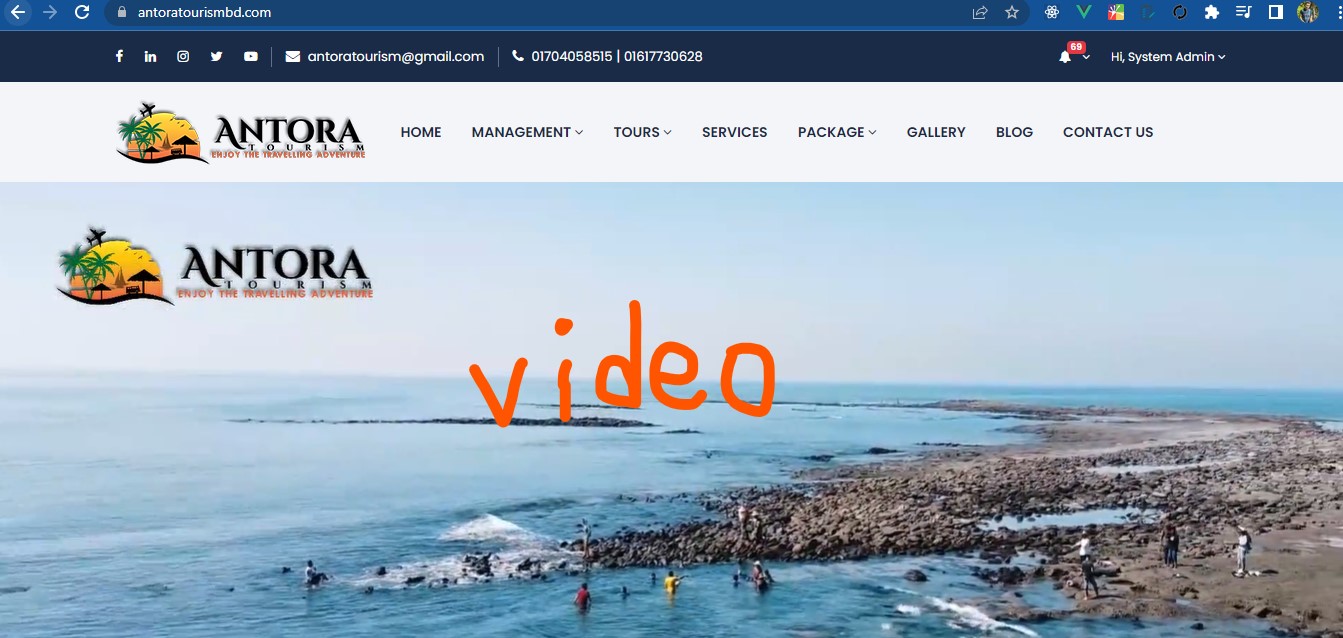 antoratourismbd.com
antoratourism@gmail.com 01704058515 | 01617730628 69 Hi, System Admin
ANTORA
TOURISM
ENJOY THE TRAVELLING ADVENTURE
HOME MANAGEMENT TOURS SERVICES PACKAGE GALLERY BLOG CONTACT US
ANTORA
TOURISM
ENJOY THE TRAVELLING ADVENTURE
video